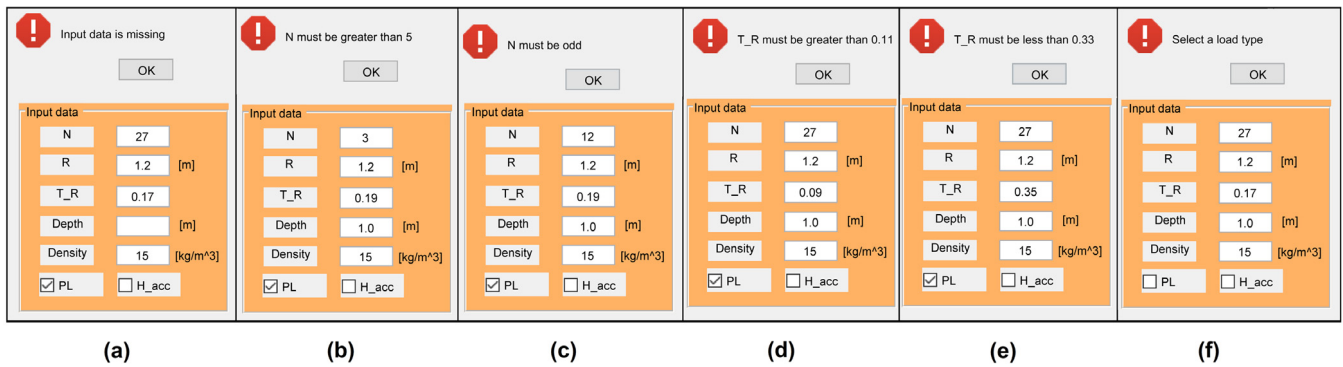 Input data is missing
OK
Input data
N 27
R 1.2 [m]
T_R 0.17
Depth [m]
Density 15 [kg/m^3]
PL H_acc
(a)
N must be greater than 5
OK
Input data
N 3
R 1.2 [m]
T_R 0.19
Depth 1.0 [m]
Density 15 [kg/m^3]
PL H_acc
(b)
N must be odd
OK
Input data
N 12
R 1.2 [m]
T_R 0.19
Depth 1.0 [m]
Density 15 [kg/m^3]
PL H_acc
(c)
T_R must be greater than 0.11
OK
Input data
N 27
R 1.2 [m]
T_R 0.09
Depth 1.0 [m]
Density 15 [kg/m^3]
PL H_acc
(d)
T_R must be less than 0.33
OK
Input data
N 27
R 1.2 [m]
T_R 0.35
Depth 1.0 [m]
Density 15 [kg/m^3]
PL H_acc
(e)
Select a load type
OK
Input data
N 27
R 1.2 [m]
T_R 0.17
Depth 1.0 [m]
Density 15 [kg/m^3]
PL H_acc
(f)